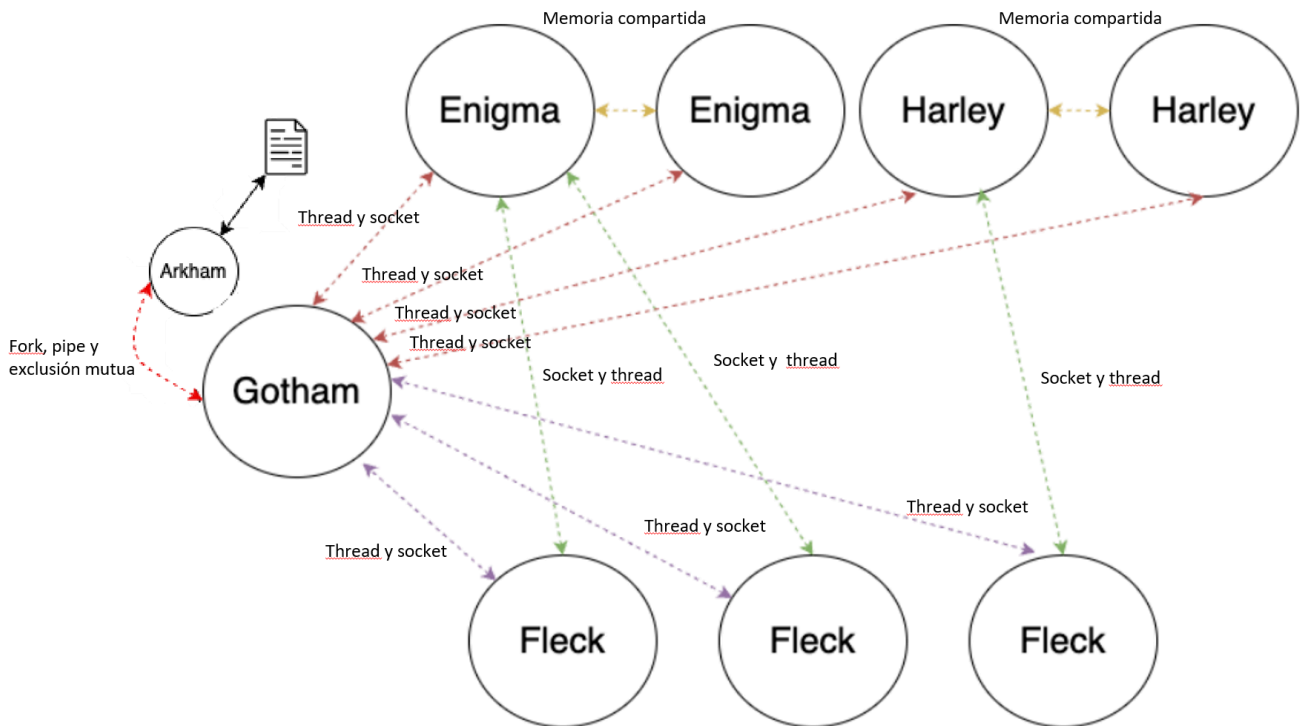 Memoria compartida
Memoria compartida
Enigma
Enigma
Harley
Harley
Thread y socket
Arkham
Thread y socket
Thread y socket
Thread y socket
Fork, pipe y
exclusión mutua
Gotham
Socket y thread
Socket y thread
Socket y thread
Thread y socket
Thread y socket
Thread y socket
Fleck
Fleck
Fleck